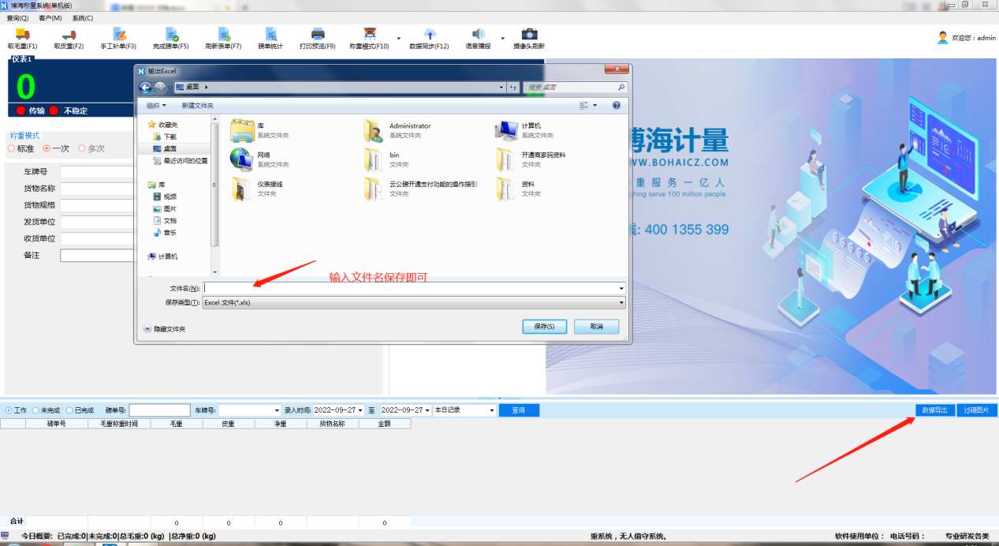 博海称重系统(单机版)
查询(Q) 客户(M) 系统(C)
取毛重(F1) 取皮重(F2) 手工补单(F3) 完成磅单(F5) 刷新表单(F7) 磅单统计 打印预览(F9) 称重模式(F10) 数据同步(F12) 语音播报 摄像头刷新
欢迎您：admin
仪表1
0
传输 不稳定
称重模式
标准 一次 多次
车牌号
货物名称
货物规格
发货单位
收货单位
备注
输出Excel
桌面
搜索 桌面
组织 新建文件夹
收藏夹
下载
桌面
最近访问的位置
库
视频
图片
文档
音乐
计算机
库
系统文件夹
Administrator
系统文件夹
计算机
系统文件夹
网络
系统文件夹
bin
文件夹
开通商家码资料
文件夹
仪表接线
文件夹
云公磅开通支付功能的操作指引
文件夹
资料
文件夹
输入文件名保存即可
文件名(N):
保存类型(T): Excel 文件(*.xls)
隐藏文件夹
保存(S) 取消
博海计量
WW.BOHAICZ.COM
重 服 务 一 亿 人
hing serve 100 million people
: 400 1355 399
工作 未完成 已完成 磅单号: 车牌号: 录入时间: 2022-09-27 至 2022-09-27 本日记录 查询
数据导出 过磅图片
磅单号 毛重称重时间 毛重 皮重 净重 货物名称 金额
合计 0 0 0 0
今日概要: 已完成:0|未完成:0|总毛重:0 (kg) |总净重:0 (kg)
重系统，无人值守系统。
软件使用单位： 电话号码：
专业研发各类